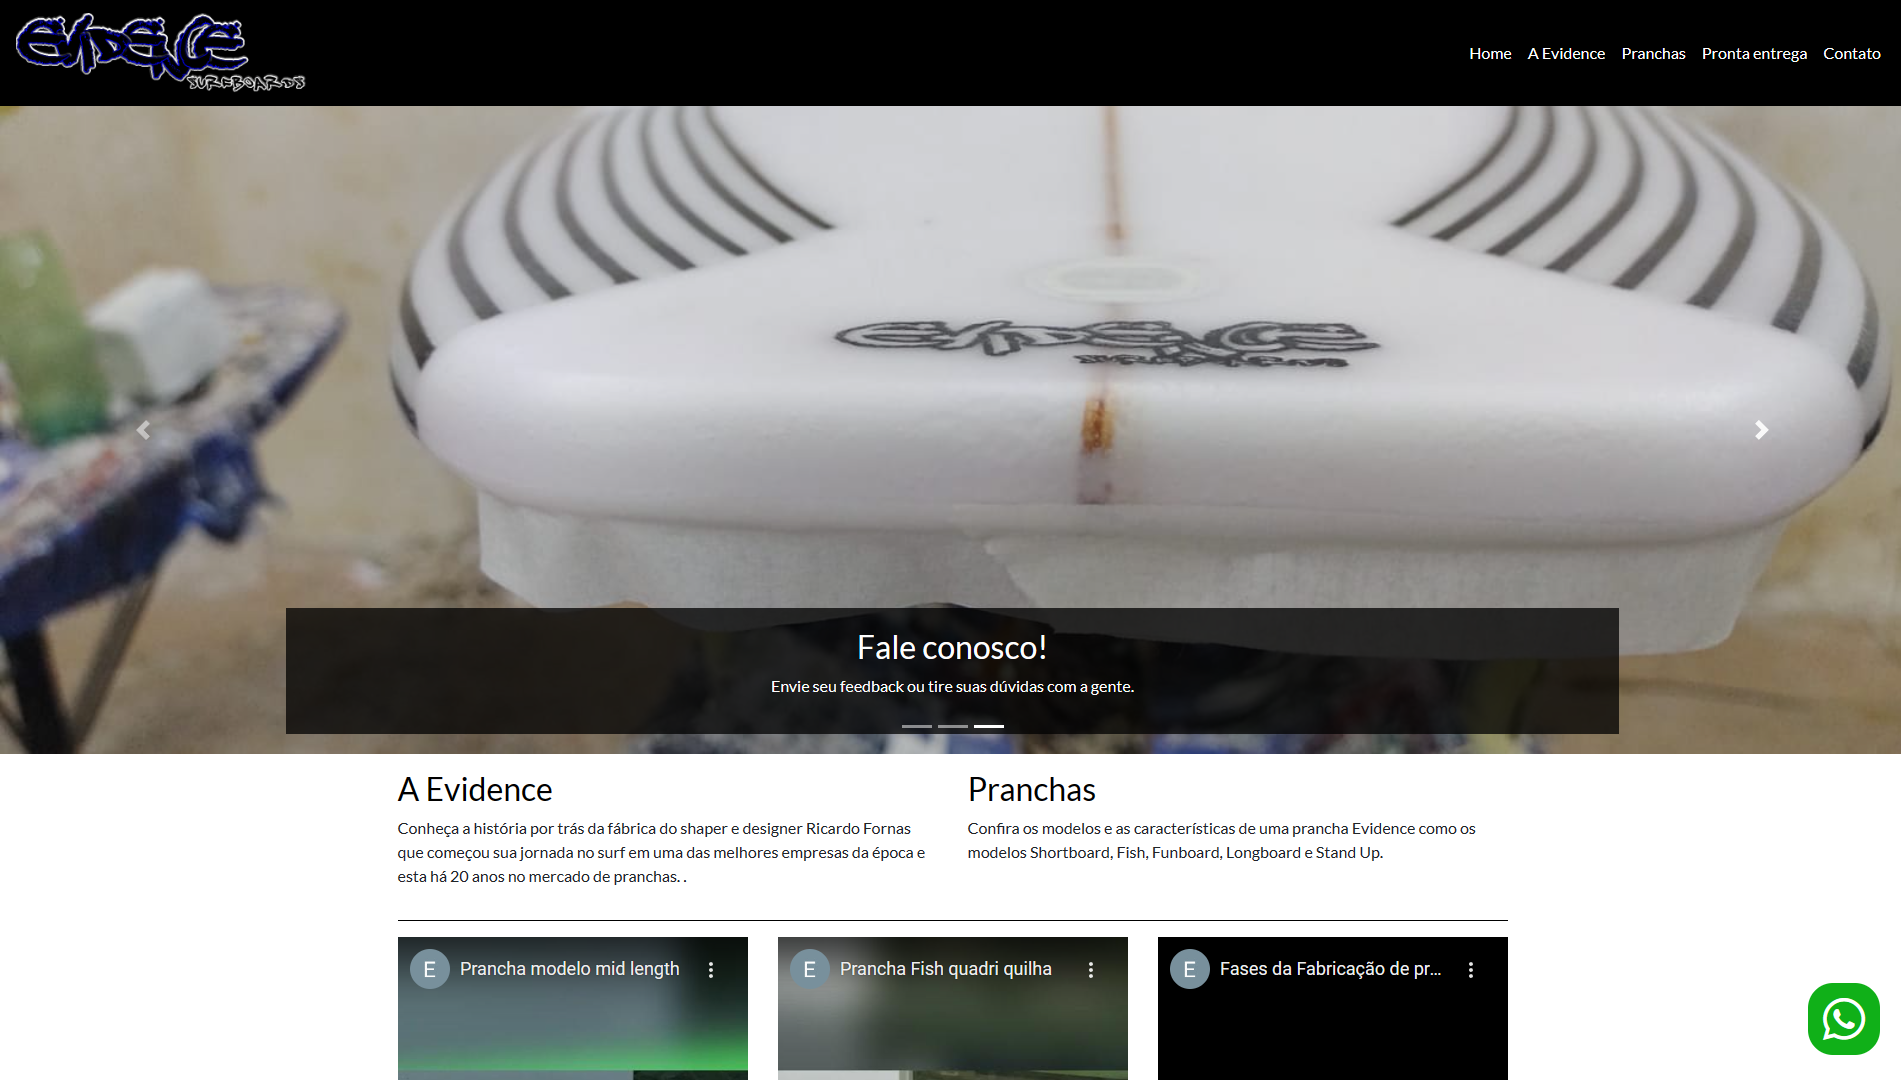 EVIDENCE
SURFBOARDS
Home A Evidence Pranchas Pronta entrega Contato
EVIDENCE
SURFBOARDS
Fale conosco!
Envie seu feedback ou tire suas dúvidas com a gente.
A Evidence
Conheça a história por trás da fábrica do shaper e designer Ricardo Fornas
que começou sua jornada no surf em uma das melhores empresas da época e
esta há 20 anos no mercado de pranchas. .
Pranchas
Confira os modelos e as características de uma prancha Evidence como os
modelos Shortboard, Fish, Funboard, Longboard e Stand Up.
E Prancha modelo mid length
E Prancha Fish quadri quilha
E Fases da Fabricação de pr...